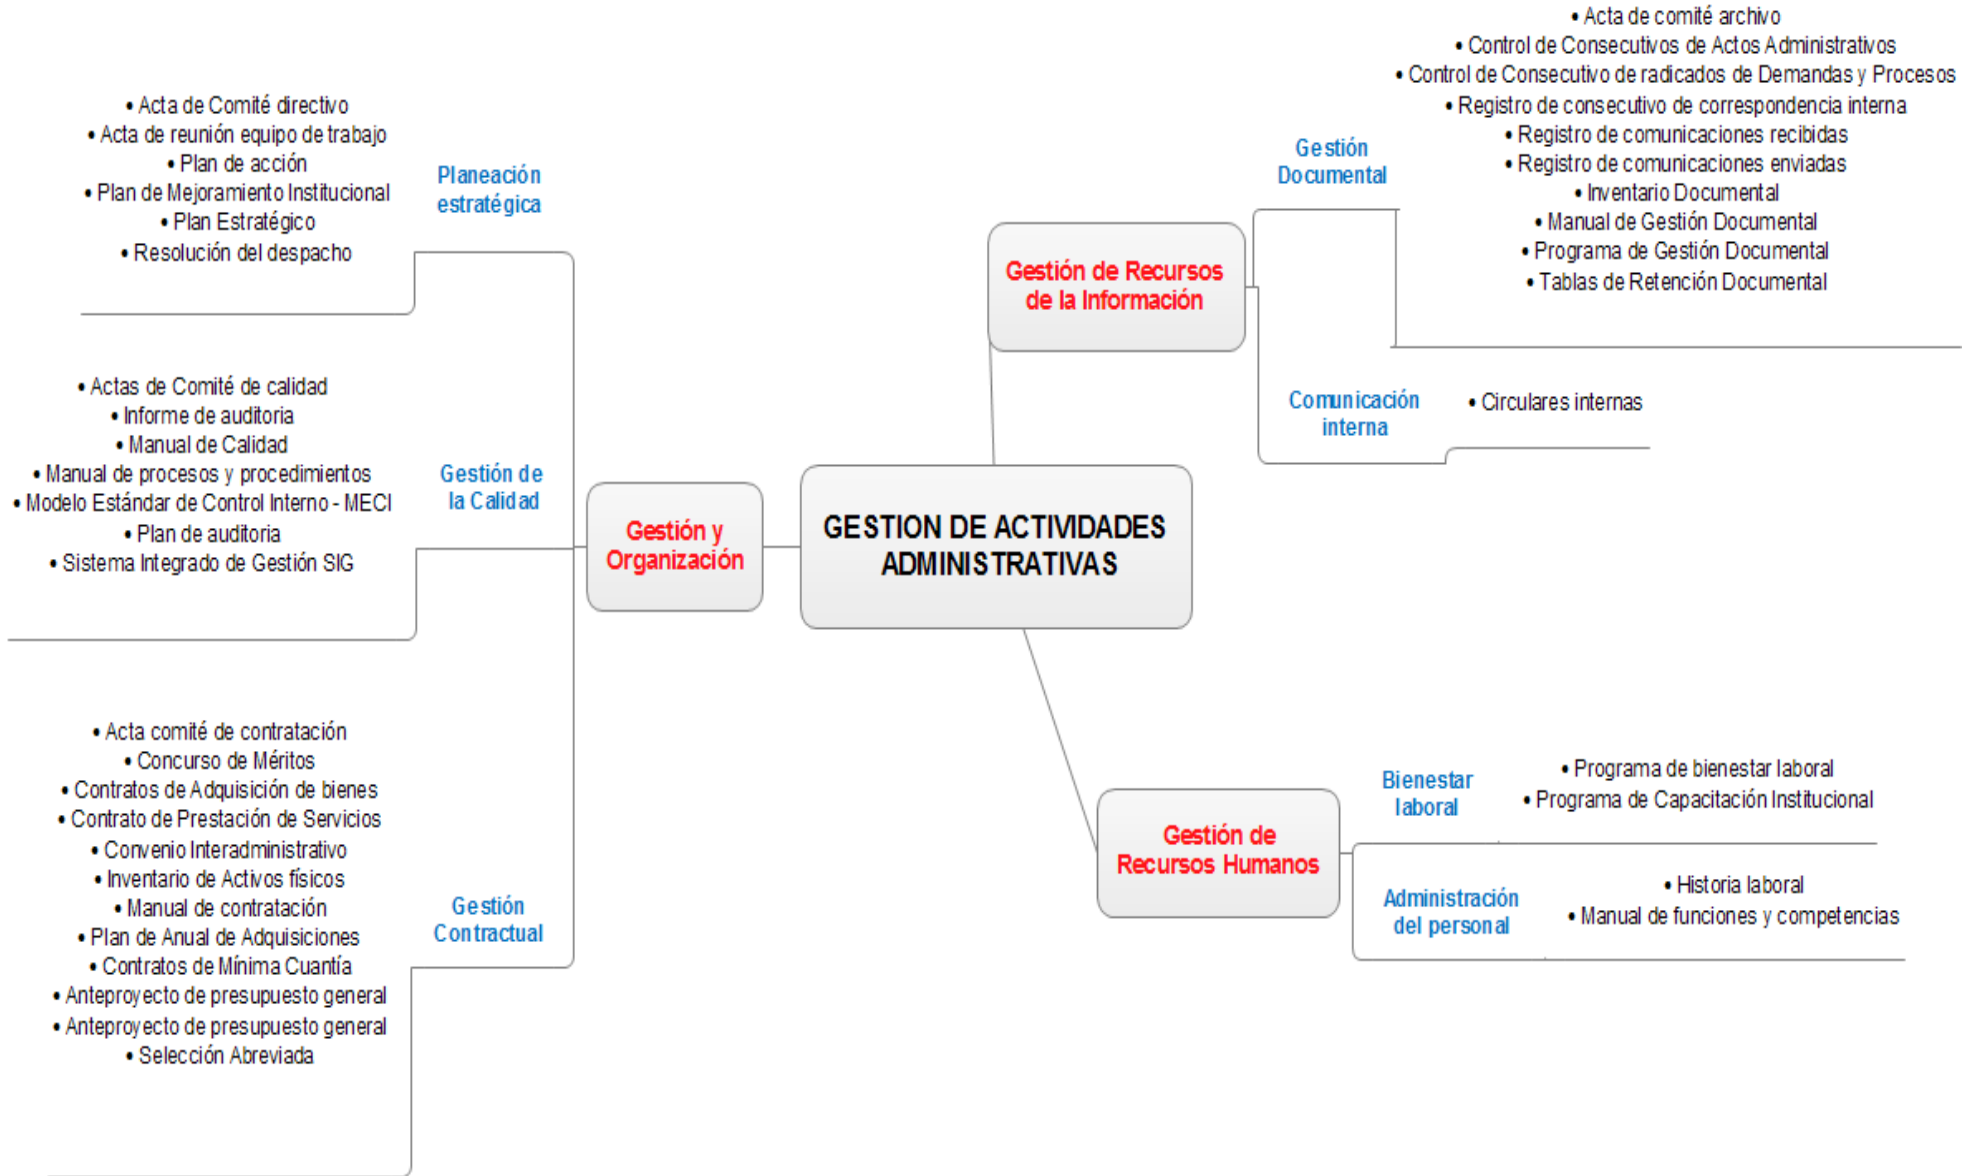 • Acta de Comité directivo
• Acta de reunión equipo de trabajo
• Plan de acción
• Plan de Mejoramiento Institucional
• Plan Estratégico
• Resolución del despacho
Planeación
estratégica
• Actas de Comité de calidad
• Informe de auditoria
• Manual de Calidad
• Manual de procesos y procedimientos
• Modelo Estándar de Control Interno - MECI
• Plan de auditoria
• Sistema Integrado de Gestión SIG
Gestión de
la Calidad
• Acta comité de contratación
• Concurso de Méritos
• Contratos de Adquisición de bienes
• Contrato de Prestación de Servicios
• Convenio Interadministrativo
• Inventario de Activos físicos
• Manual de contratación
• Plan de Anual de Adquisiciones
• Contratos de Mínima Cuantía
• Anteproyecto de presupuesto general
• Anteproyecto de presupuesto general
• Selección Abreviada
Gestión
Contractual
Gestión y
Organización
GESTION DE ACTIVIDADES
ADMINISTRATIVAS
Gestión de Recursos
de la Información
Gestión
Documental
• Acta de comité archivo
• Control de Consecutivos de Actos Administrativos
• Control de Consecutivo de radicados de Demandas y Procesos
• Registro de consecutivo de correspondencia interna
• Registro de comunicaciones recibidas
• Registro de comunicaciones enviadas
• Inventario Documental
• Manual de Gestión Documental
• Programa de Gestión Documental
• Tablas de Retención Documental
Comunicación
interna
• Circulares internas
Gestión de
Recursos Humanos
Bienestar
laboral
• Programa de bienestar laboral
• Programa de Capacitación Institucional
Administración
del personal
• Historia laboral
• Manual de funciones y competencias